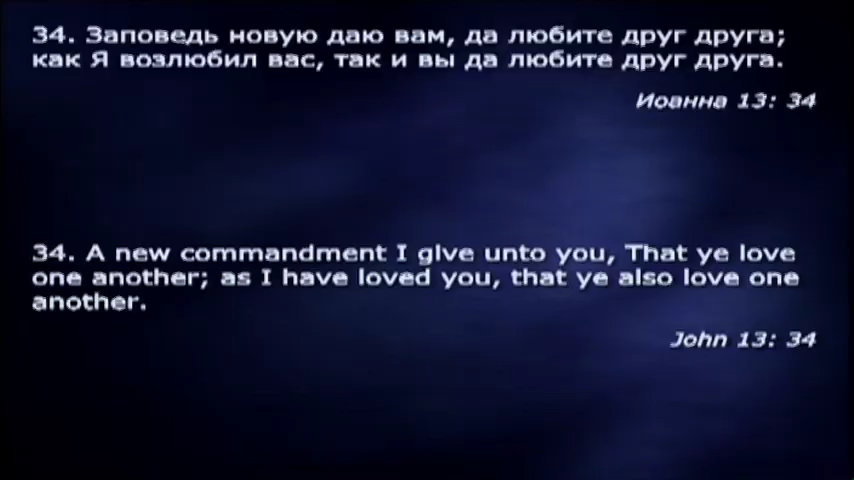 34. Заповедь новую даю вам, да любите друг друга;
как Я возлюбил вас, так и вы да любите друг друга.
Иоанна 13: 34
34. A new commandment I give unto you, That ye love
one another; as I have loved you, that ye also love one
another.
John 13: 34